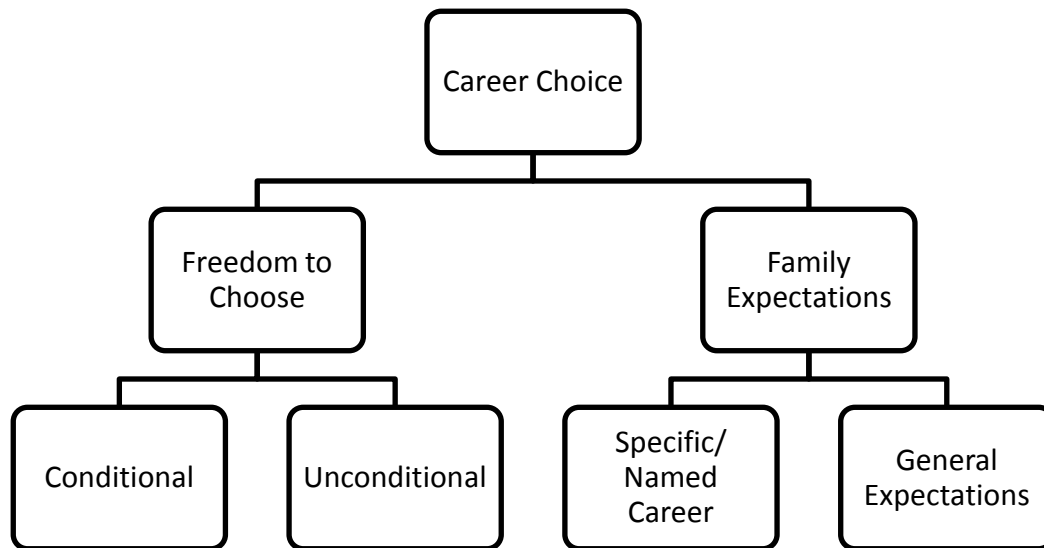 Career Choice
Freedom to
Choose
Family
Expectations
Conditional
Unconditional
Specific/
Named
Career
General
Expectations